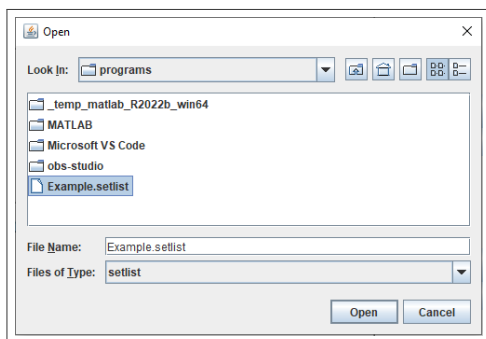 Open
Look In: programs
_temp_matlab_R2022b_win64
MATLAB
Microsoft VS Code
obs-studio
Example.setlist
File Name: Example.setlist
Files of Type: setlist
Open Cancel